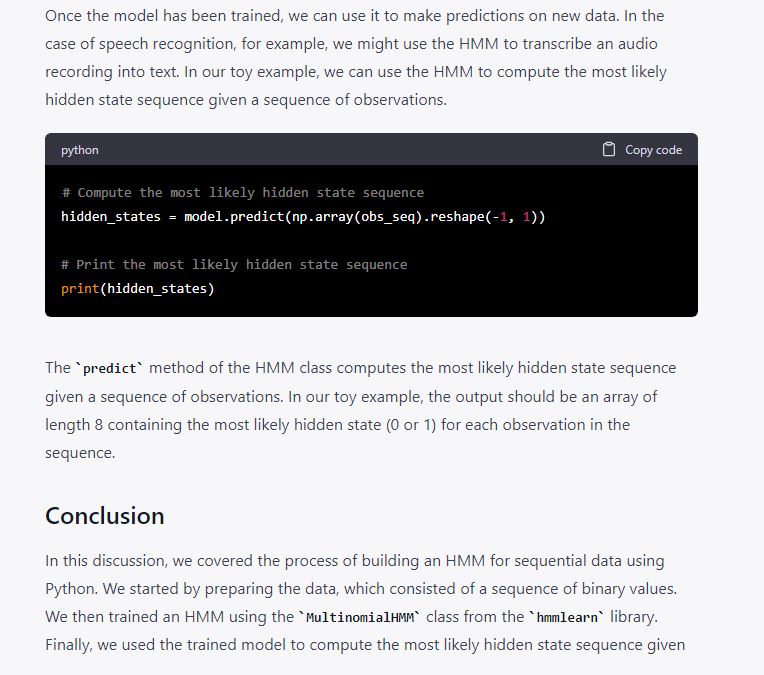 Once the model has been trained, we can use it to make predictions on new data. In the
case of speech recognition, for example, we might use the HMM to transcribe an audio
recording into text. In our toy example, we can use the HMM to compute the most likely
hidden state sequence given a sequence of observations.
python Copy code
# Compute the most likely hidden state sequence
hidden_states = model.predict(np.array(obs_seq).reshape(-1, 1))
# Print the most likely hidden state sequence
print(hidden_states)
The `predict` method of the HMM class computes the most likely hidden state sequence
given a sequence of observations. In our toy example, the output should be an array of
length 8 containing the most likely hidden state (0 or 1) for each observation in the
sequence.
Conclusion
In this discussion, we covered the process of building an HMM for sequential data using
Python. We started by preparing the data, which consisted of a sequence of binary values.
We then trained an HMM using the `MultinomialHMM` class from the `hmmlearn` library.
Finally, we used the trained model to compute the most likely hidden state sequence given